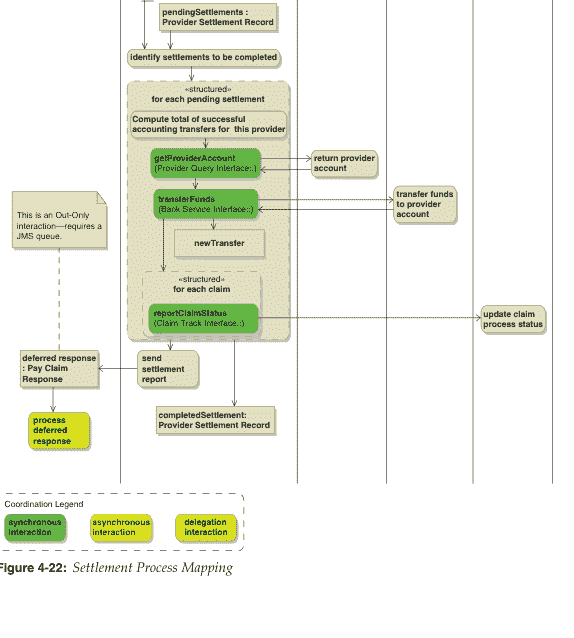 pendingSettlements :
Provider Settlement Record
identify settlements to be completed
«structured»
for each pending settlement
Compute total of successful
accounting transfers for this provider
getProviderAccount
(Provider Query Interface::)
return provider
account
transferFunds
(Bank Service Interface::)
transfer funds
to provider
account
This is an Out-Only
interaction—requires a
JMS queue.
newTransfer
«structured»
for each claim
reportClaimStatus
(Claim Track Interface::)
update claim
process status
deferred response
: Pay Claim
Response
send
settlement
report
process
deferred
response
completedSettlement:
Provider Settlement Record
Coordination Legend
synchronous
interaction
asynchronous
interaction
delegation
interaction
Figure 4-22: Settlement Process Mapping